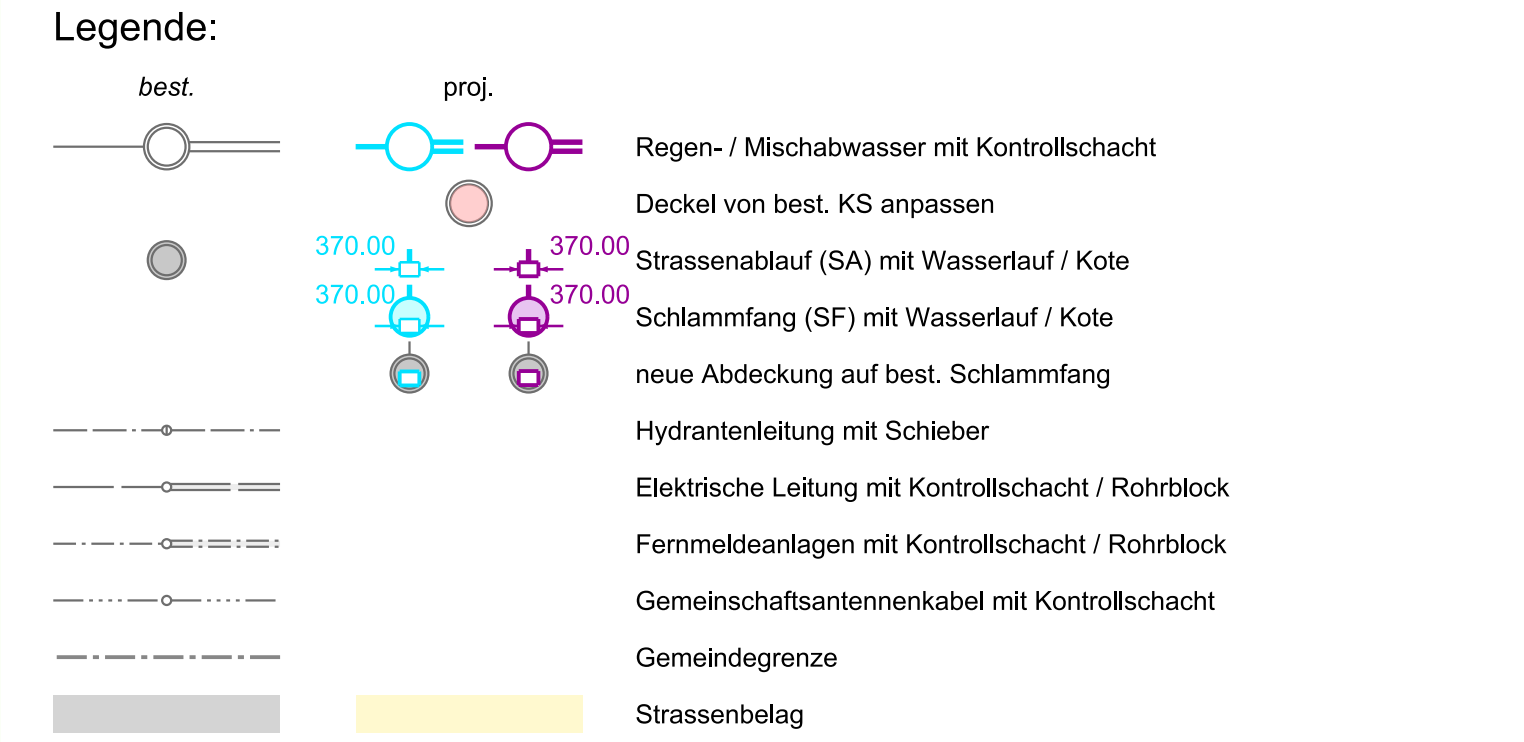 Legende:
best. proj.
Regen- / Mischabwasser mit Kontrollschacht
Deckel von best. KS anpassen
370.00 370.00 Strassenablauf (SA) mit Wasserlauf / Kote
370.00 370.00 Schlammfang (SF) mit Wasserlauf / Kote
neue Abdeckung auf best. Schlammfang
Hydrantenleitung mit Schieber
Elektrische Leitung mit Kontrollschacht / Rohrblock
Fernmeldeanlagen mit Kontrollschacht / Rohrblock
Gemeinschaftsantennenkabel mit Kontrollschacht
Gemeindegrenze
Strassenbelag